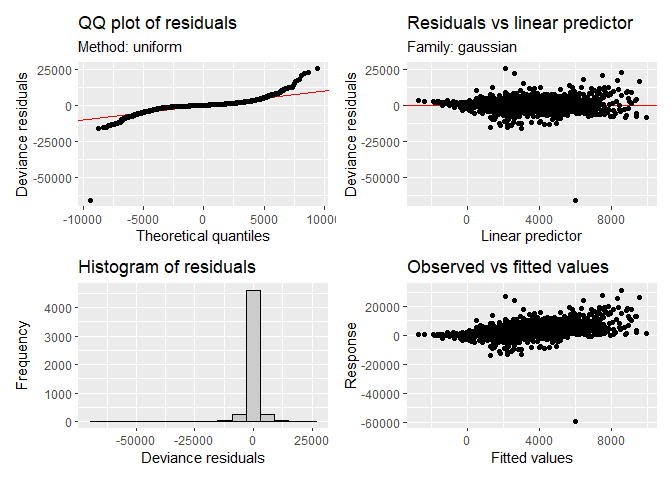 QQ plot of residuals
Method: uniform
Deviance residuals
25000
0
-25000
-50000
-10000 -5000 0 5000 10000
Theoretical quantiles
Residuals vs linear predictor
Family: gaussian
Deviance residuals
25000
0
-25000
-50000
0 4000 8000
Linear predictor
Histogram of residuals
Frequency
4000
3000
2000
1000
0
-50000 -25000 0 25000
Deviance residuals
Observed vs fitted values
Response
20000
0
-20000
-40000
-60000
0 4000 8000
Fitted values